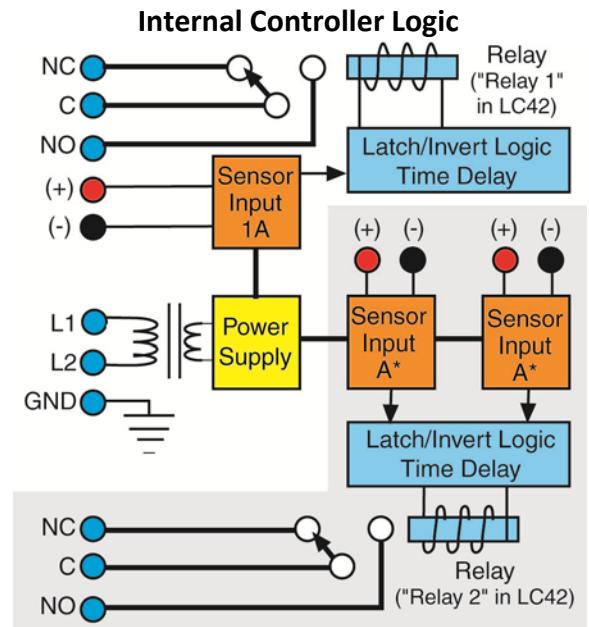 Internal Controller Logic
NC
C
NO
Relay
("Relay 1"
in LC42)
Latch/Invert Logic
Time Delay
(+)
(-)
Sensor
Input
1A
(+)
(-)
(+)
(-)
L1
L2
GND
Power
Supply
Sensor
Input
A*
Sensor
Input
A*
Latch/Invert Logic
Time Delay
NC
C
NO
Relay
("Relay 2" in LC42)